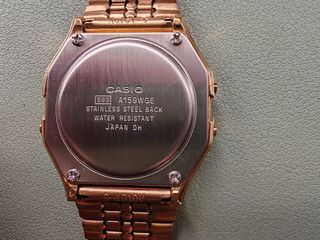 CASIO
593 A159WGE
STAINLESS STEEL BACK
WATER RESISTANT
JAPAN DH